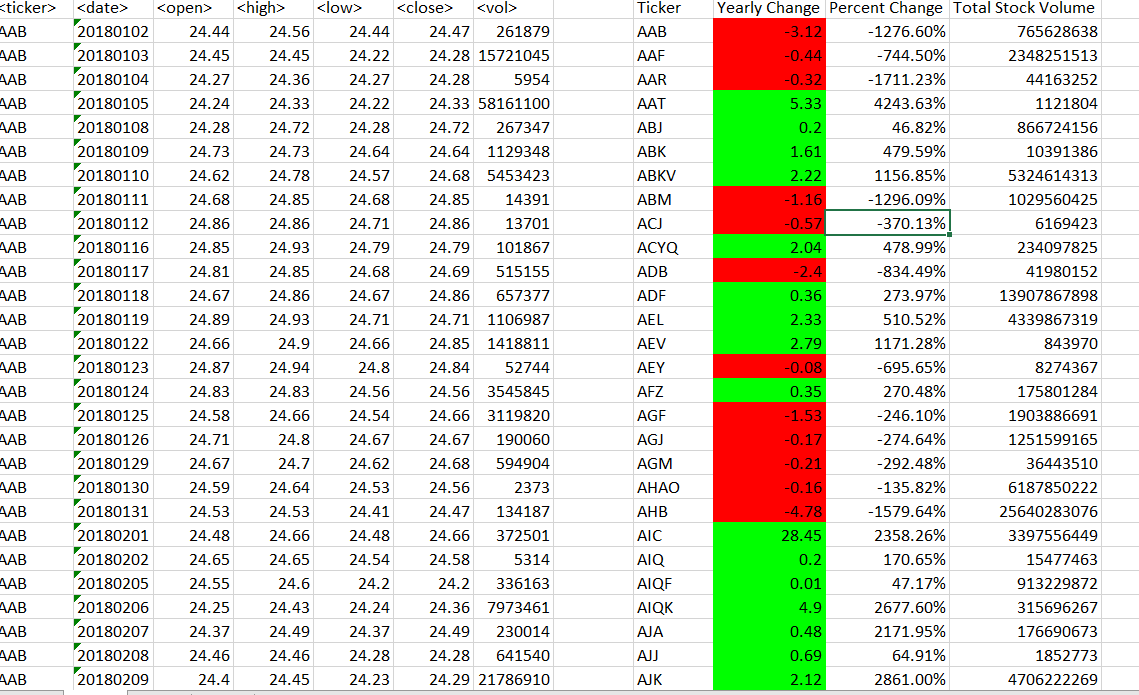 <ticker> <date> <open> <high> <low> <close> <vol> Ticker Yearly Change Percent Change Total Stock Volume
AAB 20180102 24.44 24.56 24.44 24.47 261879 AAB -3.12 -1276.60% 765628638
AAB 20180103 24.45 24.45 24.22 24.28 15721045 AAF -0.44 -744.50% 2348251513
AAB 20180104 24.27 24.36 24.27 24.28 5954 AAR -0.32 -1711.23% 44163252
AAB 20180105 24.24 24.33 24.22 24.33 58161100 AAT 5.33 4243.63% 1121804
AAB 20180108 24.28 24.72 24.28 24.72 267347 ABJ 0.2 46.82% 866724156
AAB 20180109 24.73 24.73 24.64 24.64 1129348 ABK 1.61 479.59% 10391386
AAB 20180110 24.62 24.78 24.57 24.68 5453423 ABKV 2.22 1156.85% 5324614313
AAB 20180111 24.68 24.85 24.68 24.85 14391 ABM -1.16 -1296.09% 1029560425
AAB 20180112 24.86 24.86 24.71 24.86 13701 ACJ -0.57 -370.13% 6169423
AAB 20180116 24.85 24.93 24.79 24.79 101867 ACYQ 2.04 478.99% 234097825
AAB 20180117 24.81 24.85 24.68 24.69 515155 ADB -2.4 -834.49% 41980152
AAB 20180118 24.67 24.86 24.67 24.86 657377 ADF 0.36 273.97% 13907867898
AAB 20180119 24.89 24.93 24.71 24.71 1106987 AEL 2.33 510.52% 4339867319
AAB 20180122 24.66 24.9 24.66 24.85 1418811 AEV 2.79 1171.28% 843970
AAB 20180123 24.87 24.94 24.8 24.84 52744 AEY -0.08 -695.65% 8274367
AAB 20180124 24.83 24.83 24.56 24.56 3545845 AFZ 0.35 270.48% 175801284
AAB 20180125 24.58 24.66 24.54 24.66 3119820 AGF -1.53 -246.10% 1903886691
AAB 20180126 24.71 24.8 24.67 24.67 190060 AGJ -0.17 -274.64% 1251599165
AAB 20180129 24.67 24.7 24.62 24.68 594904 AGM -0.21 -292.48% 36443510
AAB 20180130 24.59 24.64 24.53 24.56 2373 AHAO -0.16 -135.82% 6187850222
AAB 20180131 24.53 24.53 24.41 24.47 134187 AHB -4.78 -1579.64% 25640283076
AAB 20180201 24.48 24.66 24.48 24.66 372501 AIC 28.45 2358.26% 3397556449
AAB 20180202 24.65 24.65 24.54 24.58 5314 AIQ 0.2 170.65% 15477463
AAB 20180205 24.55 24.6 24.2 24.2 336163 AIQF 0.01 47.17% 913229872
AAB 20180206 24.25 24.43 24.24 24.36 7973461 AIQK 4.9 2677.60% 315696267
AAB 20180207 24.37 24.49 24.37 24.49 230014 AJA 0.48 2171.95% 176690673
AAB 20180208 24.46 24.46 24.28 24.28 641540 AJJ 0.69 64.91% 1852773
AAB 20180209 24.4 24.45 24.23 24.29 21786910 AJK 2.12 2861.00% 4706222269